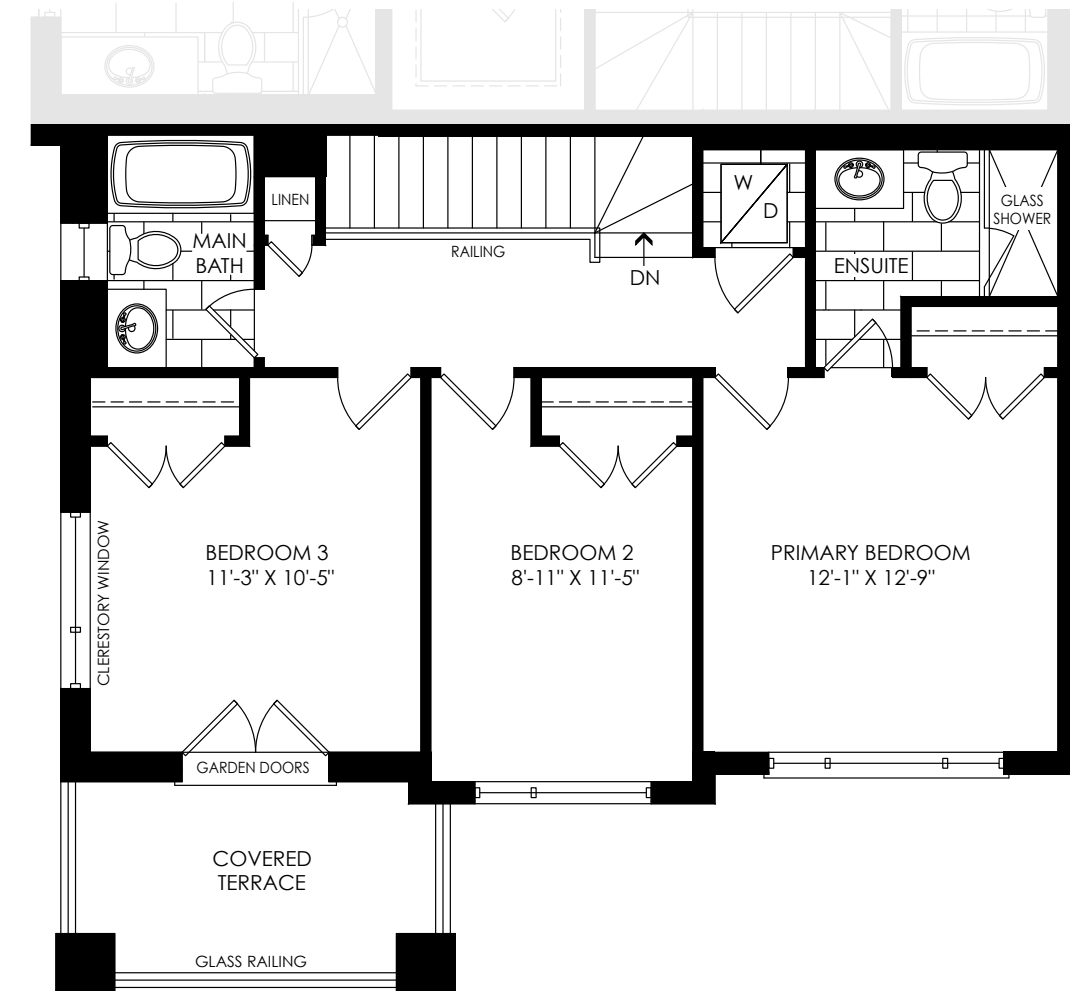 W
D
LINEN
GLASS
SHOWER
MAIN
BATH
RAILING
ENSUITE
DN
CLERESTORY WINDOW
BEDROOM 3
11'-3" X 10'-5"
BEDROOM 2
8'-11" X 11'-5"
PRIMARY BEDROOM
12'-1" X 12'-9"
GARDEN DOORS
COVERED
TERRACE
GLASS RAILING